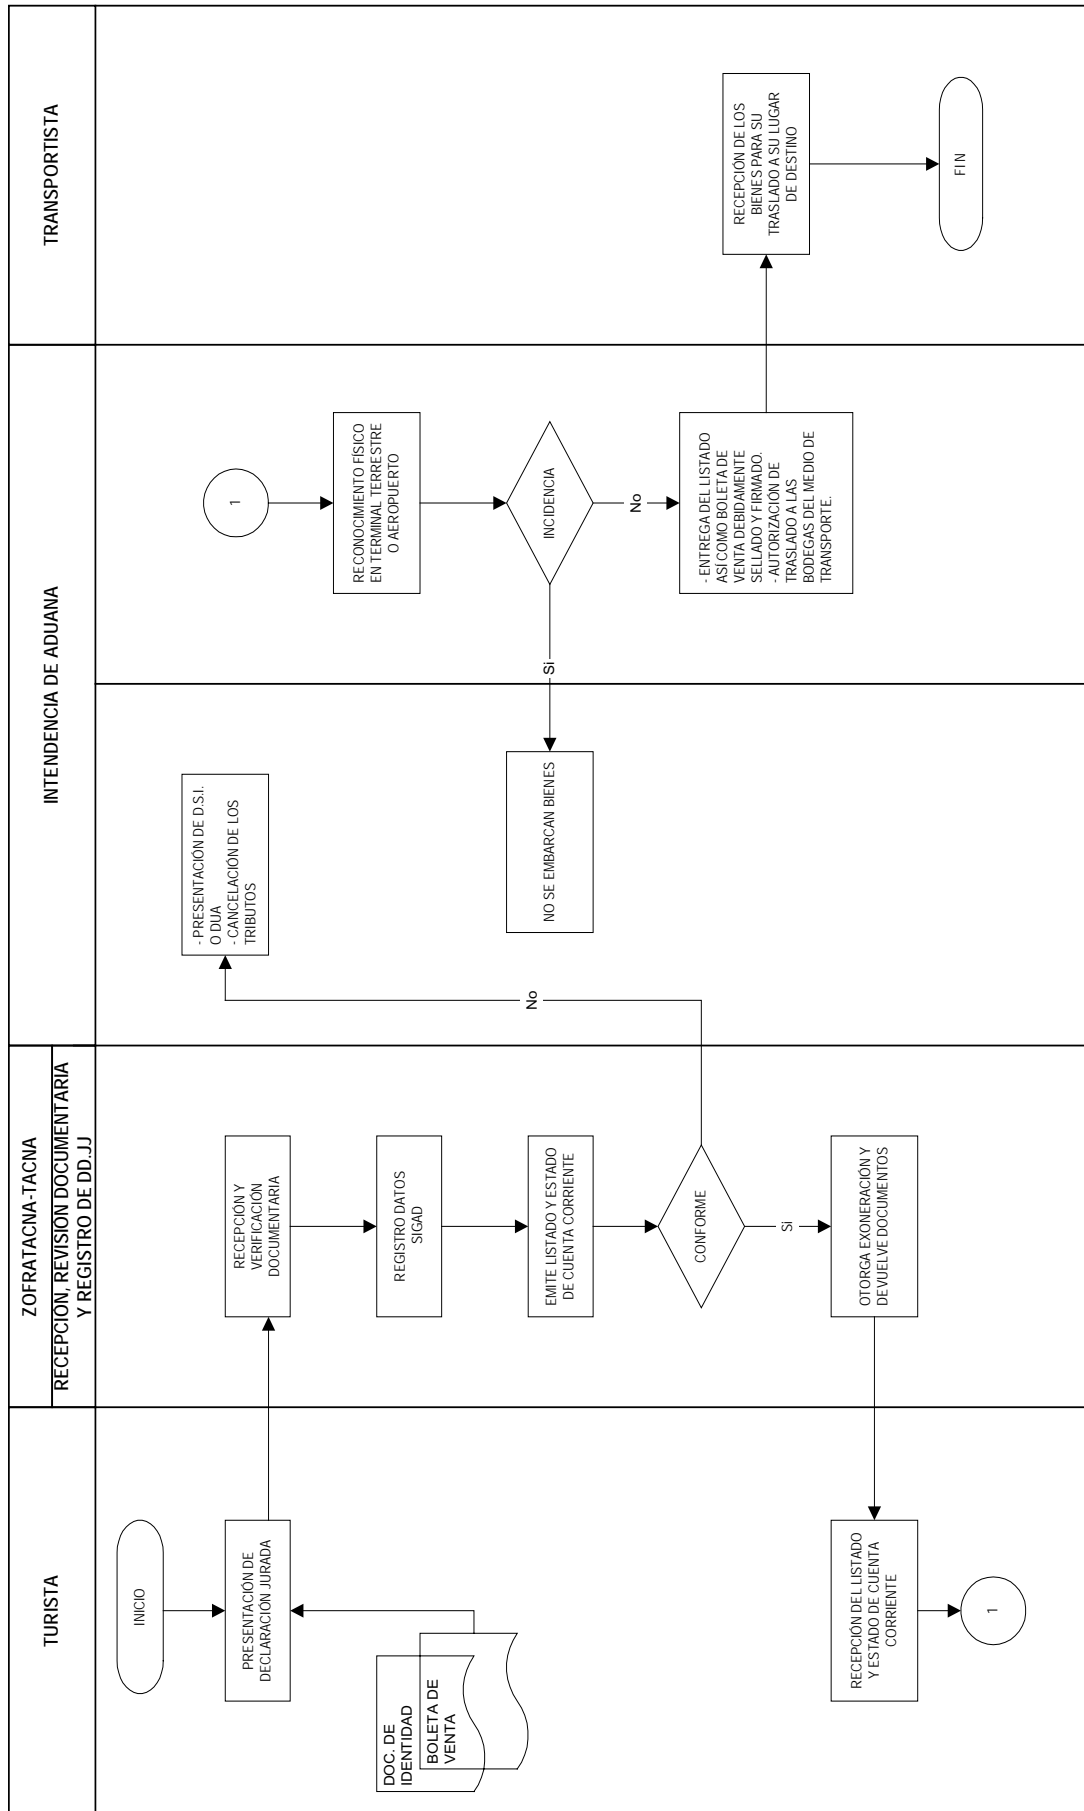 TURISTA
ZOFRATACNA-TACNA
RECEPCIÓN, REVISIÓN DOCUMENTARIA
Y REGISTRO DE DD.JJ
INTENDENCIA DE ADUANA
TRANSPORTISTA
INICIO
PRESENTACIÓN DE
DECLARACIÓN JURADA
DOC. DE
IDENTIDAD
BOLETA DE
VENTA
RECEPCIÓN Y
VERIFICACIÓN
DOCUMENTARIA
REGISTRO DATOS
SIGAD
EMITE LISTADO Y ESTADO
DE CUENTA CORRIENTE
CONFORME
No
Si
- PRESENTACIÓN DE D.S.I.
O DUA
- CANCELACIÓN DE LOS
TRIBUTOS
OTORGA EXONERACIÓN Y
DEVUELVE DOCUMENTOS
RECEPCIÓN DEL LISTADO
Y ESTADO DE CUENTA
CORRIENTE
1
1
RECONOCIMIENTO FÍSICO
EN TERMINAL TERRESTRE
O AEROPUERTO
INCIDENCIA
Si
No
NO SE EMBARCAN BIENES
- ENTREGA DEL LISTADO
ASÍ COMO BOLETA DE
VENTA DEBIDAMENTE
SELLADO Y FIRMADO.
- AUTORIZACIÓN DE
TRASLADO A LAS
BODEGAS DEL MEDIO DE
TRANSPORTE.
RECEPCIÓN DE LOS
BIENES PARA SU
TRASLADO A SU LUGAR
DE DESTINO
FIN